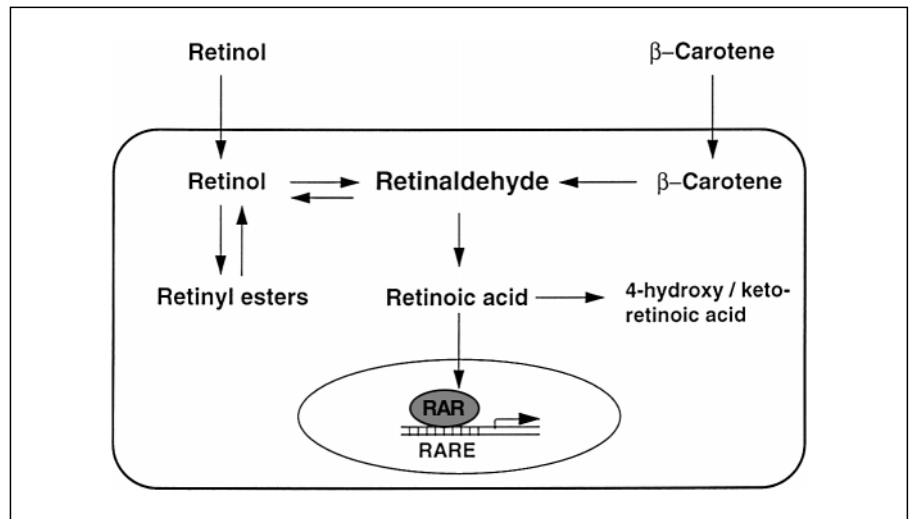 Retinol
β–Carotene
Retinol
Retinaldehyde
β–Carotene
Retinyl esters
Retinoic acid
4-hydroxy / keto-
retinoic acid
RAR
RARE